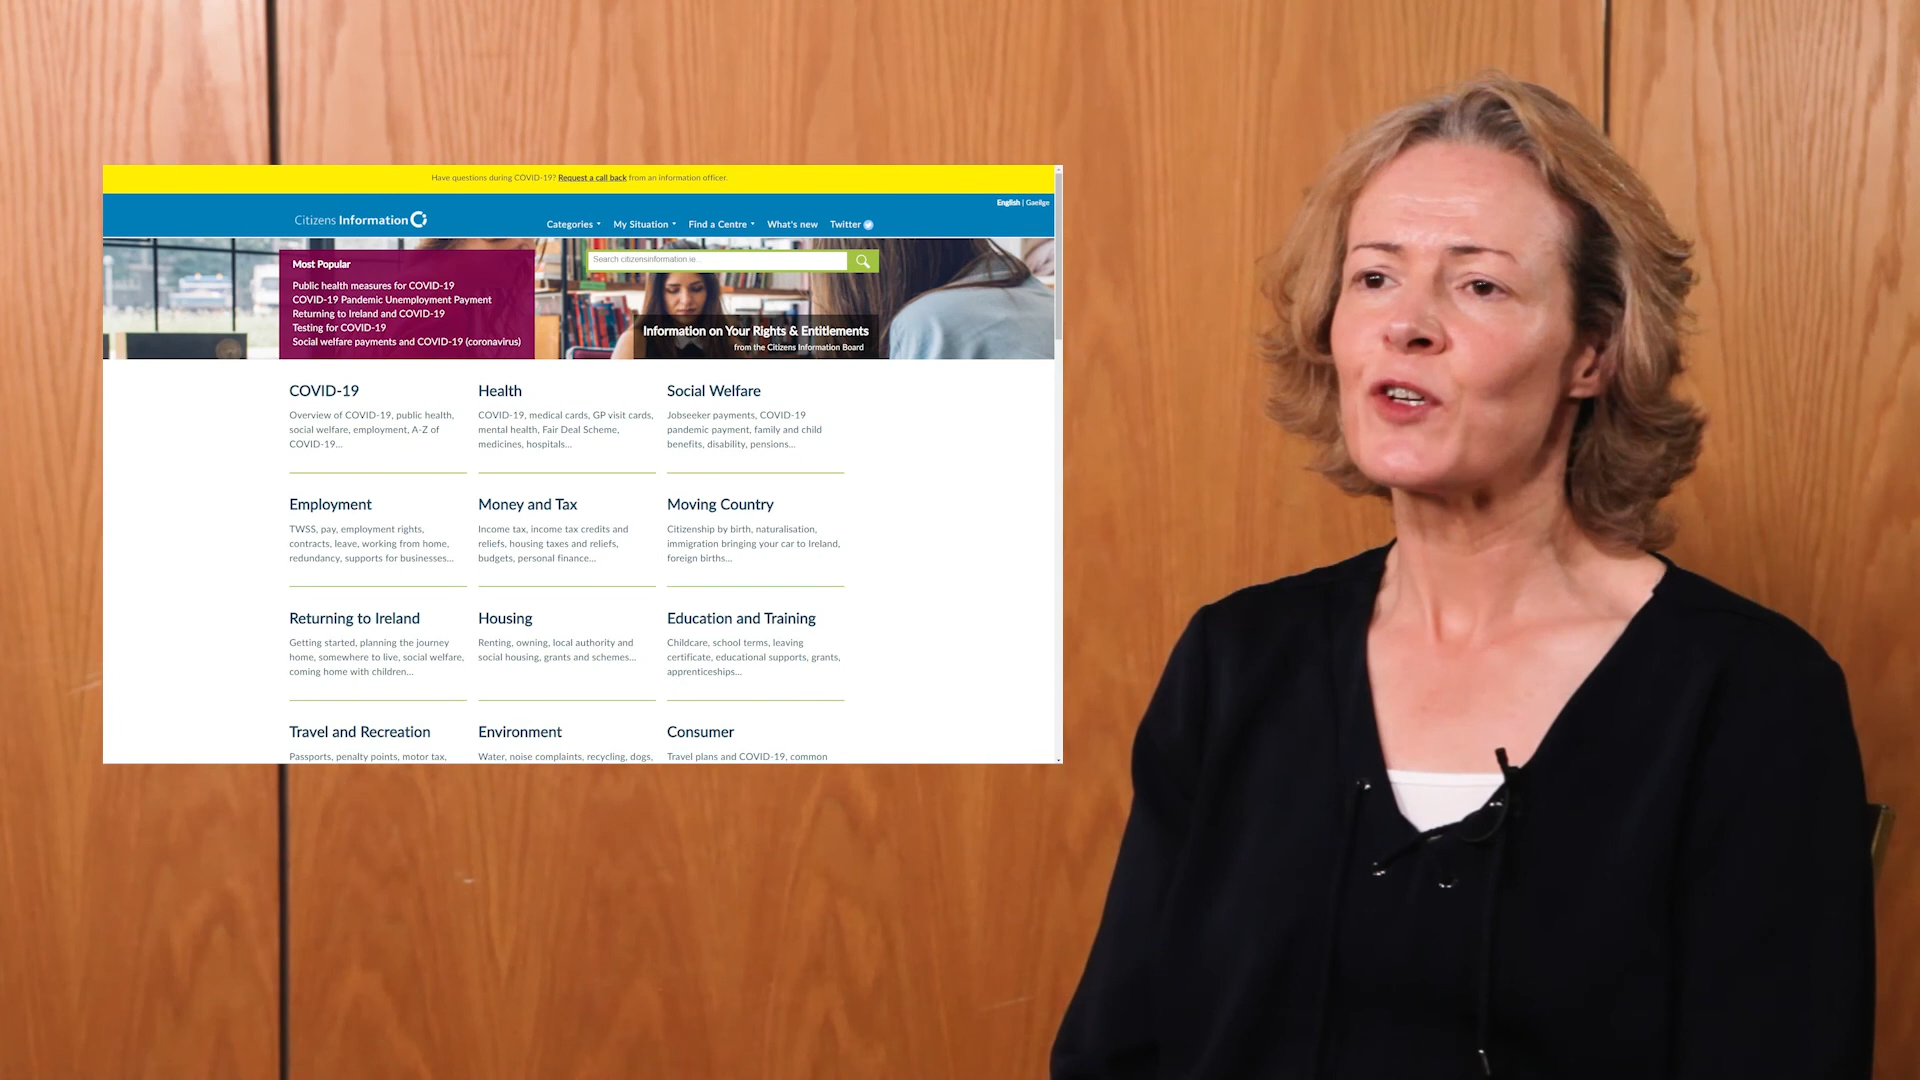 Have questions during COVID-19? Request a call back from an information officer.
English | Gaeilge
Citizens Information
Categories My Situation Find a Centre What's new Twitter
Most Popular
Public health measures for COVID-19
COVID-19 Pandemic Unemployment Payment
Returning to Ireland and COVID-19
Testing for COVID-19
Social welfare payments and COVID-19 (coronavirus)
Search citizensinformation.ie...
Information on Your Rights & Entitlements
from the Citizens Information Board
COVID-19
Overview of COVID-19, public health,
social welfare, employment, A-Z of
COVID-19...
Health
COVID-19, medical cards, GP visit cards,
mental health, Fair Deal Scheme,
medicines, hospitals...
Social Welfare
Jobseeker payments, COVID-19
pandemic payment, family and child
benefits, disability, pensions...
Employment
TWSS, pay, employment rights,
contracts, leave, working from home,
redundancy, supports for businesses...
Money and Tax
Income tax, income tax credits and
reliefs, housing taxes and reliefs,
budgets, personal finance...
Moving Country
Citizenship by birth, naturalisation,
immigration bringing your car to Ireland,
foreign births...
Returning to Ireland
Getting started, planning the journey
home, somewhere to live, social welfare,
coming home with children...
Housing
Renting, owning, local authority and
social housing, grants and schemes...
Education and Training
Childcare, school terms, leaving
certificate, educational supports, grants,
apprenticeships...
Travel and Recreation
Passports, penalty points, motor tax,
Environment
Water, noise complaints, recycling, dogs,
Consumer
Travel plans and COVID-19, common